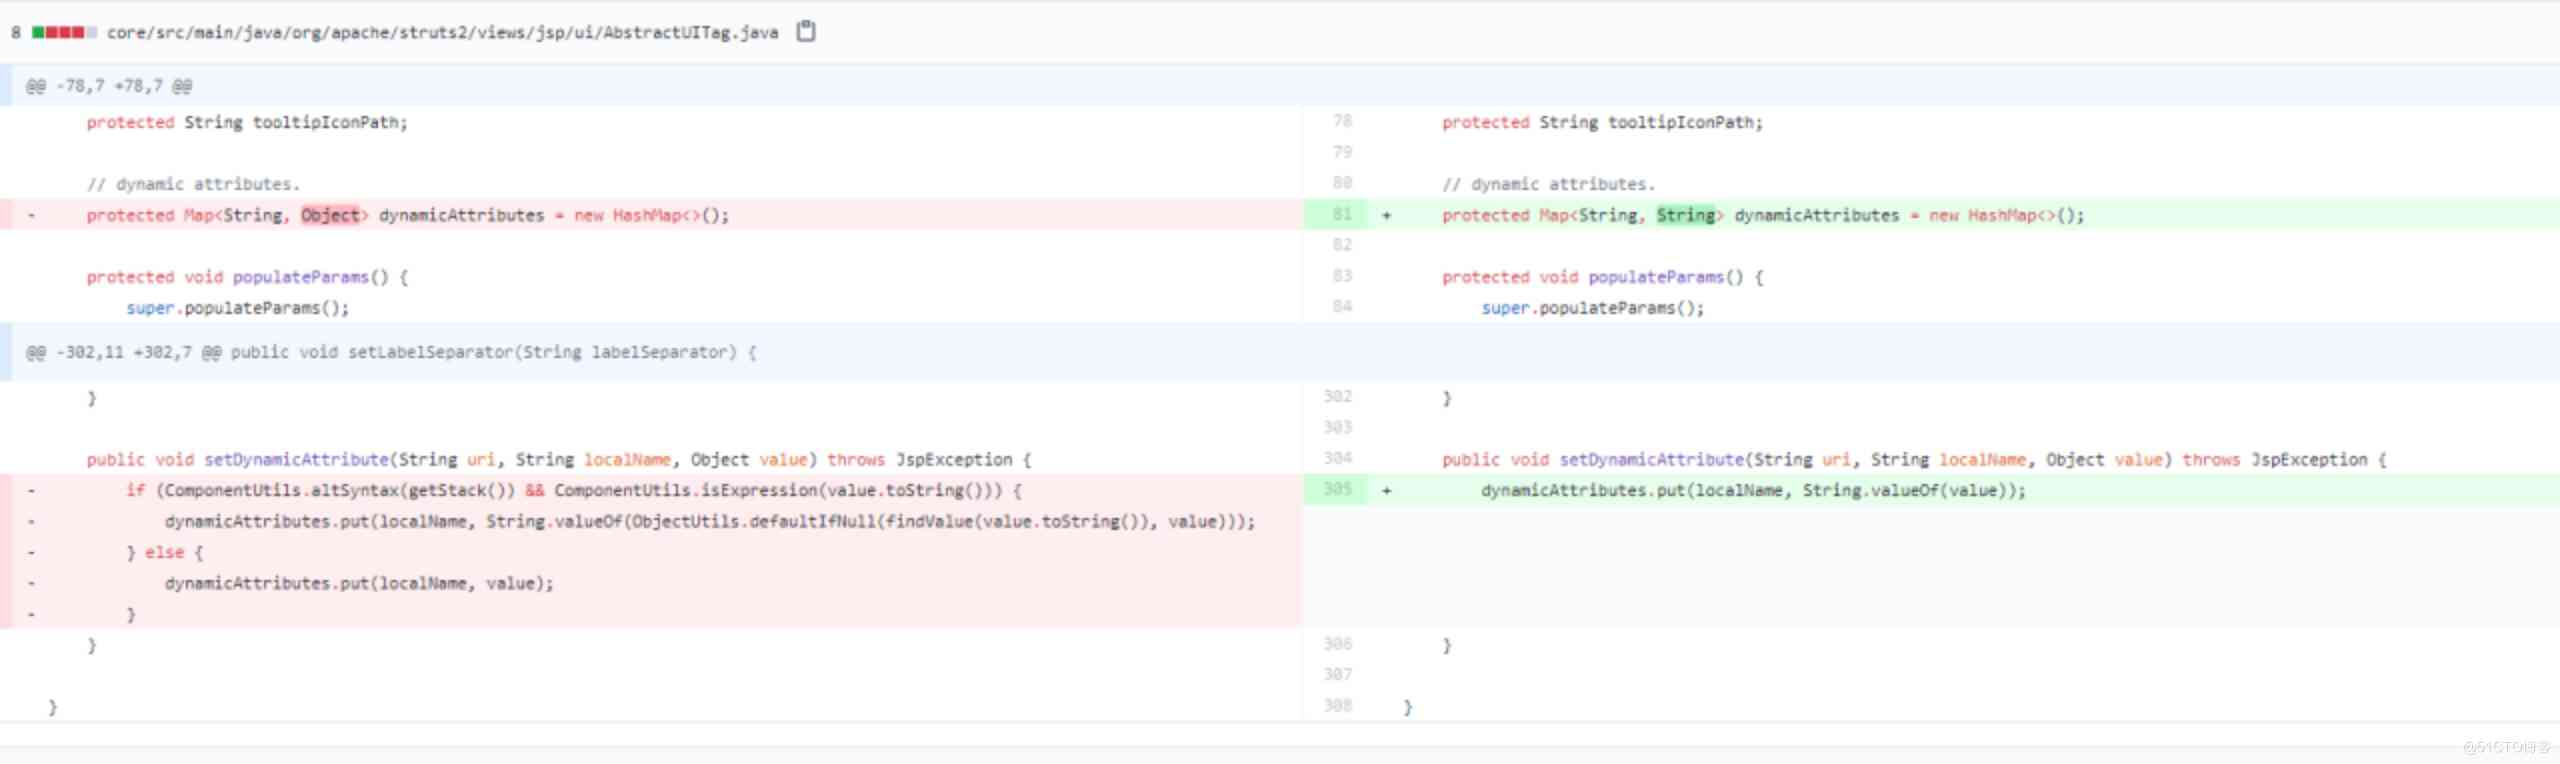 8 core/src/main/java/org/apache/struts2/views/jsp/ui/AbstractUITag.java
@@ -78,7 +78,7 @@
protected String tooltipIconPath;
// dynamic attributes.
- protected Map<String, Object> dynamicAttributes = new HashMap<>();
protected void populateParams() {
super.populateParams();
@@ -302,11 +302,7 @@ public void setLabelSeparator(String labelSeparator) {
}
public void setDynamicAttribute(String uri, String localName, Object value) throws JspException {
- if (ComponentUtils.altSyntax(getStack()) && ComponentUtils.isExpression(value.toString())) {
- dynamicAttributes.put(localName, String.valueOf(ObjectUtils.defaultIfNull(findValue(value.toString()), value)));
- } else {
- dynamicAttributes.put(localName, value);
- }
}
}
78 protected String tooltipIconPath;
79
80 // dynamic attributes.
81 + protected Map<String, String> dynamicAttributes = new HashMap<>();
82
83 protected void populateParams() {
84 super.populateParams();
302 }
303
304 public void setDynamicAttribute(String uri, String localName, Object value) throws JspException {
305 + dynamicAttributes.put(localName, String.valueOf(value));
306 }
307
308 }
@51CTO博客